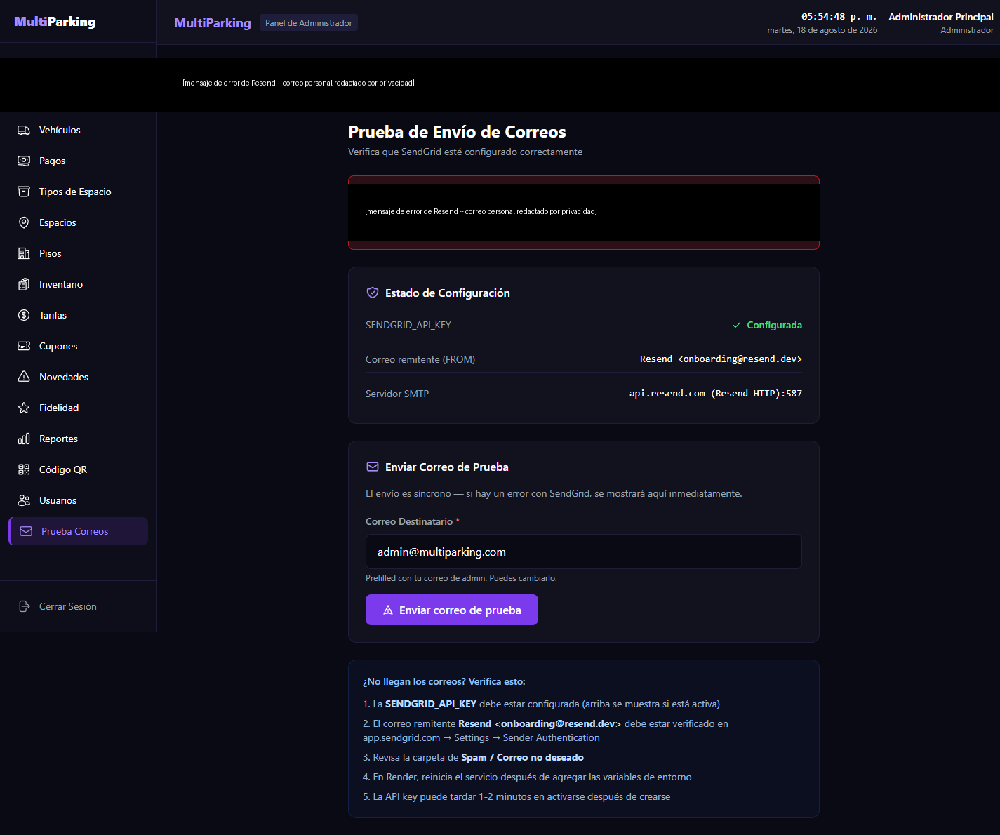 MultiParking
MultiParking
Panel de Administrador
05:54:48 p. m.
martes, 18 de agosto de 2026
Administrador Principal
Administrador
[mensaje de error de Resend -- correo personal redactado por privacidad]
Vehículos
Pagos
Tipos de Espacio
Espacios
Pisos
Inventario
Tarifas
Cupones
Novedades
Fidelidad
Reportes
Código QR
Usuarios
Prueba Correos
Cerrar Sesión
Prueba de Envío de Correos
Verifica que SendGrid esté configurado correctamente
[mensaje de error de Resend -- correo personal redactado por privacidad]
Estado de Configuración
SENDGRID_API_KEY
Configurada
Correo remitente (FROM)
Resend <onboarding@resend.dev>
Servidor SMTP
api.resend.com (Resend HTTP):587
Enviar Correo de Prueba
El envío es síncrono — si hay un error con SendGrid, se mostrará aquí inmediatamente.
Correo Destinatario *
admin@multiparking.com
Prefilled con tu correo de admin. Puedes cambiarlo.
Enviar correo de prueba
¿No llegan los correos? Verifica esto:
1. La SENDGRID_API_KEY debe estar configurada (arriba se muestra si está activa)
2. El correo remitente Resend <onboarding@resend.dev> debe estar verificado en
app.sendgrid.com → Settings → Sender Authentication
3. Revisa la carpeta de Spam / Correo no deseado
4. En Render, reinicia el servicio después de agregar las variables de entorno
5. La API key puede tardar 1-2 minutos en activarse después de crearse